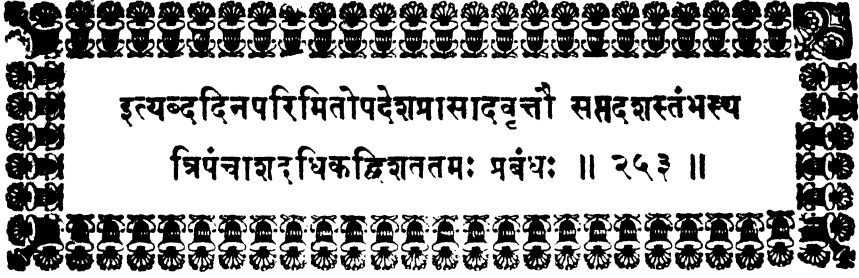 इत्यब्ददिनपरिमितोपदेशप्रासादवृत्तौ सप्तदशस्तंभस्य
त्रिपंचाशदधिकद्विशततमः प्रबंधः ॥ २५३ ॥